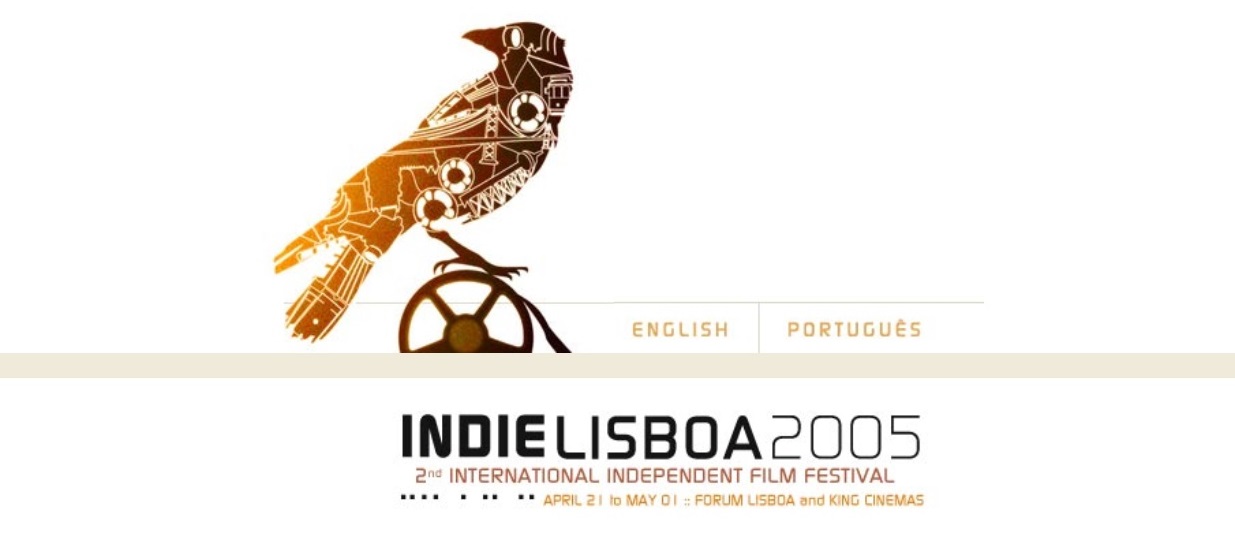 ENGLISH PORTUGUÊS
INDIELISBOA2005
2nd INTERNATIONAL INDEPENDENT FILM FESTIVAL
APRIL 21 to MAY 01 :: FORUM LISBOA and KING CINEMAS